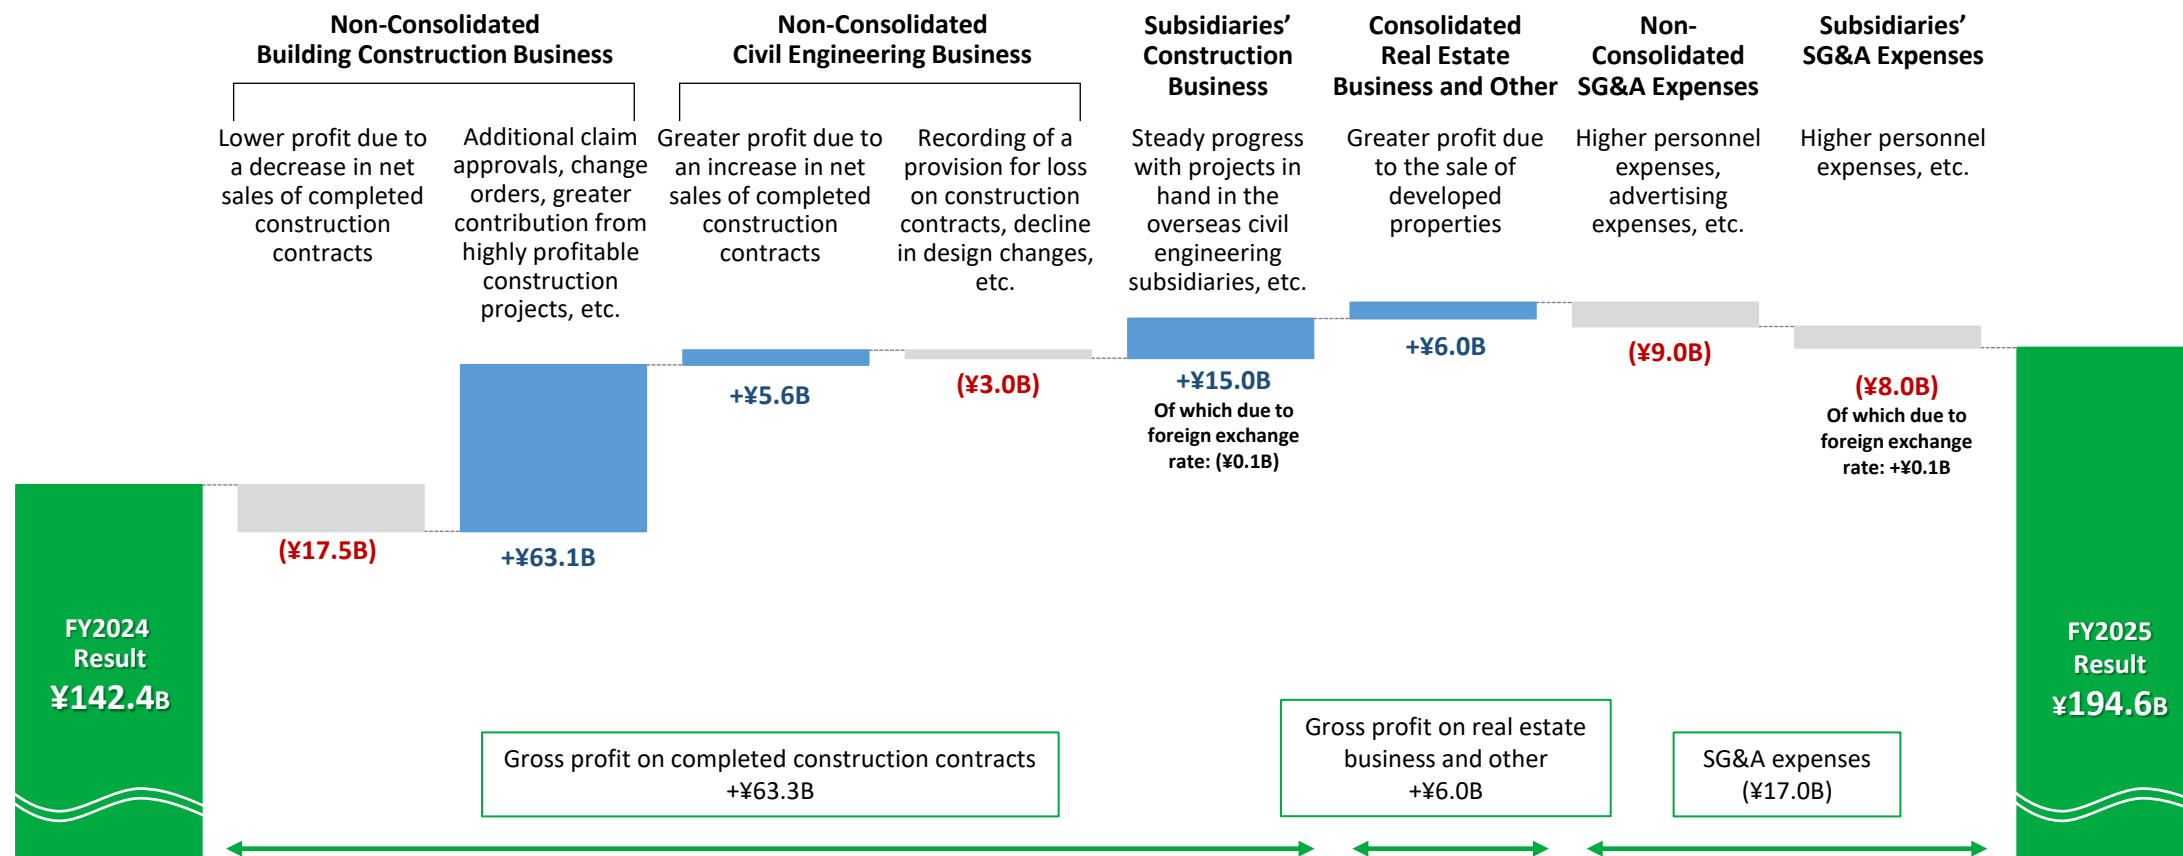 Non-Consolidated
Building Construction Business
Non-Consolidated
Civil Engineering Business
Subsidiaries’
Construction
Business
Consolidated
Real Estate
Business and Other
Non-
Consolidated
SG&A Expenses
Subsidiaries’
SG&A Expenses
Lower profit due to
a decrease in net
sales of completed
construction
contracts
Additional claim
approvals, change
orders, greater
contribution from
highly profitable
construction
projects, etc.
Greater profit due to
an increase in net
sales of completed
construction
contracts
Recording of a
provision for loss
on construction
contracts, decline
in design changes,
etc.
Steady progress
with projects in
hand in the
overseas civil
engineering
subsidiaries, etc.
Greater profit due
to the sale of
developed
properties
Higher personnel
expenses,
advertising
expenses, etc.
Higher personnel
expenses, etc.
(¥17.5B)
+¥63.1B
+¥5.6B
(¥3.0B)
+¥15.0B
Of which due to
foreign exchange
rate: (¥0.1B)
+¥6.0B
(¥9.0B)
(¥8.0B)
Of which due to
foreign exchange
rate: +¥0.1B
FY2024
Result
¥142.4B
FY2025
Result
¥194.6B
Gross profit on completed construction contracts
+¥63.3B
Gross profit on real estate
business and other
+¥6.0B
SG&A expenses
(¥17.0B)